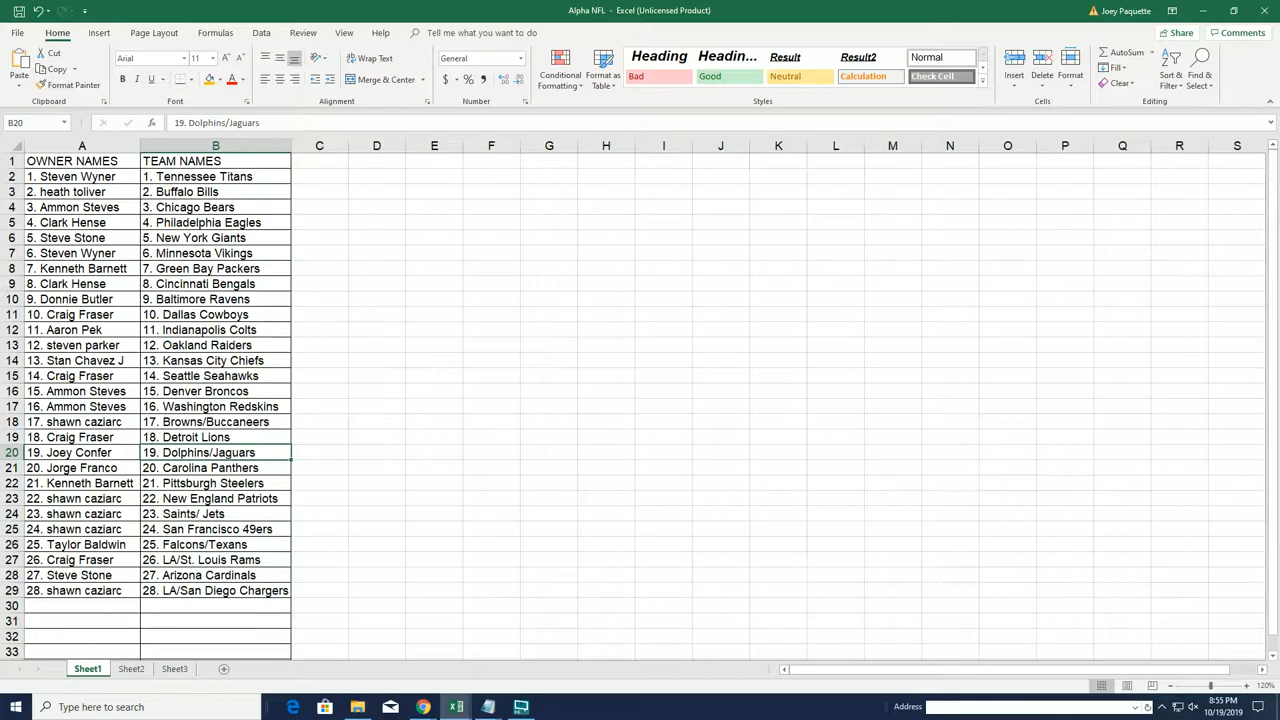 Alpha NFL - Excel (Unlicensed Product)
Joey Paquette
File Home Insert Page Layout Formulas Data Review View Help Tell me what you want to do
Share Comments
Paste Cut Copy Format Painter Clipboard
Arial 11 Font
Wrap Text Merge & Center Alignment
General Number
Conditional Formatting Format as Table
Heading Headin... Result Result2 Normal
Bad Good Neutral Calculation Check Cell
Styles
Insert Delete Format Cells
AutoSum Fill Clear Sort & Filter Find & Select Editing
B20 fx 19. Dolphins/Jaguars
A B C D E F G H I J K L M N O P Q R S
1 OWNER NAMES TEAM NAMES
2 1. Steven Wyner 1. Tennessee Titans
3 2. heath toliver 2. Buffalo Bills
4 3. Ammon Steves 3. Chicago Bears
5 4. Clark Hense 4. Philadelphia Eagles
6 5. Steve Stone 5. New York Giants
7 6. Steven Wyner 6. Minnesota Vikings
8 7. Kenneth Barnett 7. Green Bay Packers
9 8. Clark Hense 8. Cincinnati Bengals
10 9. Donnie Butler 9. Baltimore Ravens
11 10. Craig Fraser 10. Dallas Cowboys
12 11. Aaron Pek 11. Indianapolis Colts
13 12. steven parker 12. Oakland Raiders
14 13. Stan Chavez J 13. Kansas City Chiefs
15 14. Craig Fraser 14. Seattle Seahawks
16 15. Ammon Steves 15. Denver Broncos
17 16. Ammon Steves 16. Washington Redskins
18 17. shawn caziarc 17. Browns/Buccaneers
19 18. Craig Fraser 18. Detroit Lions
20 19. Joey Confer 19. Dolphins/Jaguars
21 20. Jorge Franco 20. Carolina Panthers
22 21. Kenneth Barnett 21. Pittsburgh Steelers
23 22. shawn caziarc 22. New England Patriots
24 23. shawn caziarc 23. Saints/ Jets
25 24. shawn caziarc 24. San Francisco 49ers
26 25. Taylor Baldwin 25. Falcons/Texans
27 26. Craig Fraser 26. LA/St. Louis Rams
28 27. Steve Stone 27. Arizona Cardinals
29 28. shawn caziarc 28. LA/San Diego Chargers
30
31
32
33
Sheet1 Sheet2 Sheet3
120%
Type here to search
Address
8:55 PM
10/19/2019